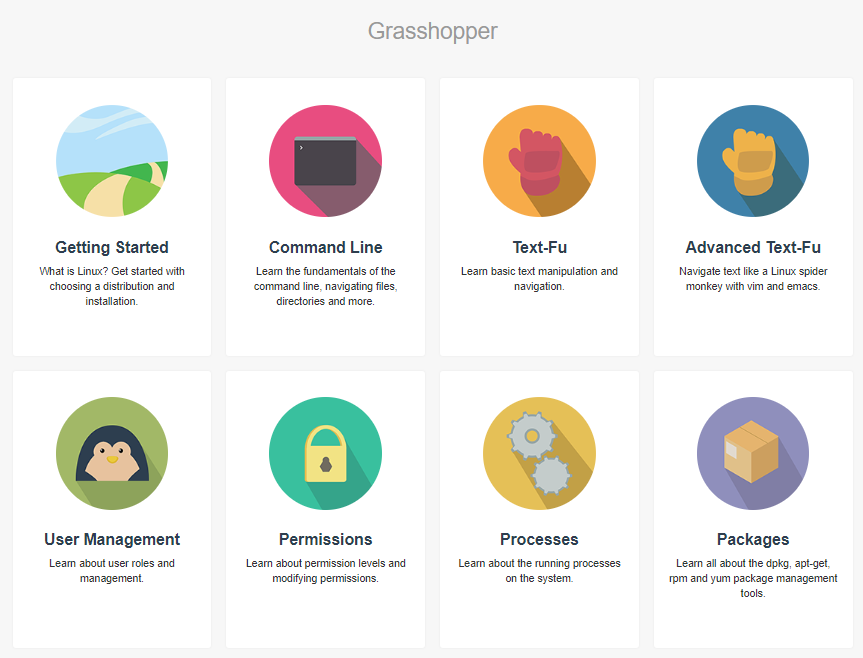 Grasshopper
Getting Started
What is Linux? Get started with
choosing a distribution and
installation.
Command Line
Learn the fundamentals of the
command line, navigating files,
directories and more.
Text-Fu
Learn basic text manipulation and
navigation.
Advanced Text-Fu
Navigate text like a Linux spider
monkey with vim and emacs.
User Management
Learn about user roles and
management.
Permissions
Learn about permission levels and
modifying permissions.
Processes
Learn about the running processes
on the system.
Packages
Learn all about the dpkg, apt-get,
rpm and yum package management
tools.